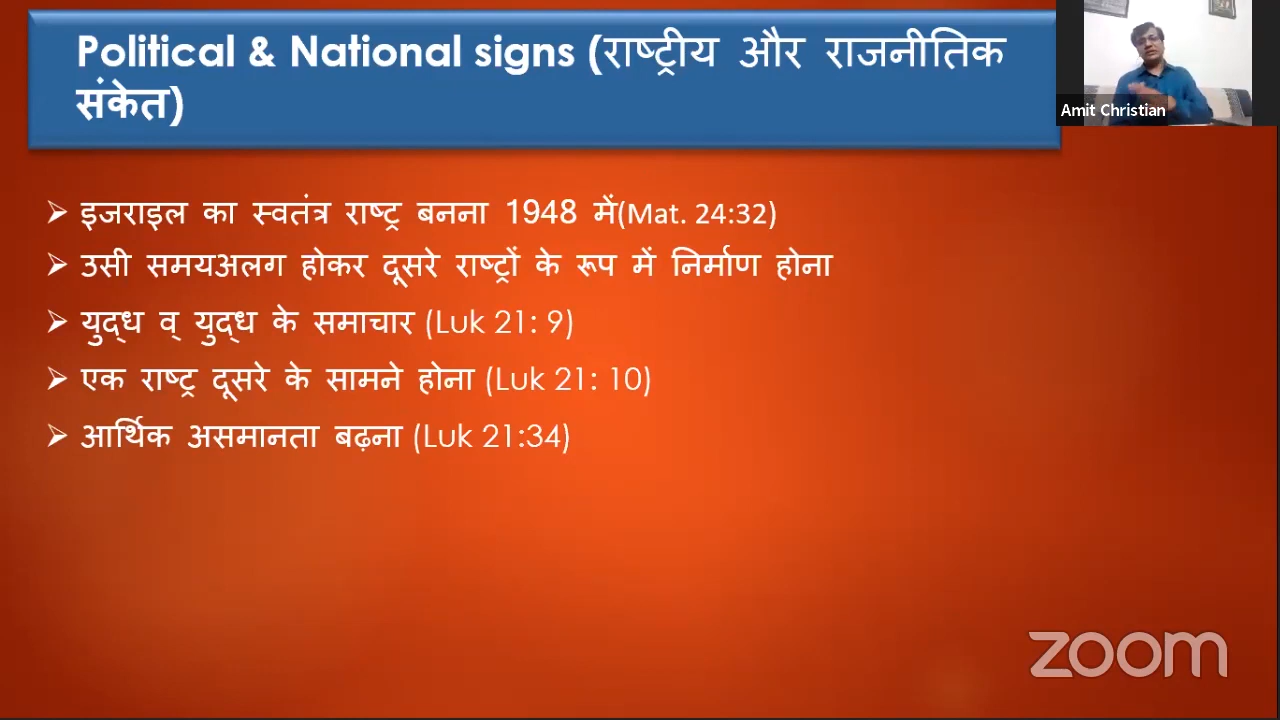 Political & National signs (राष्ट्रीय और राजनीतिक
संकेत)
Amit Christian
➢ इजराइल का स्वतंत्र राष्ट्र बनना 1948 में(Mat. 24:32)
➢ उसी समयअलग होकर दूसरे राष्ट्रों के रूप में निर्माण होना
➢ युद्ध व् युद्ध के समाचार (Luk 21: 9)
➢ एक राष्ट्र दूसरे के सामने होना (Luk 21: 10)
➢ आर्थिक असमानता बढ़ना (Luk 21:34)
zoom